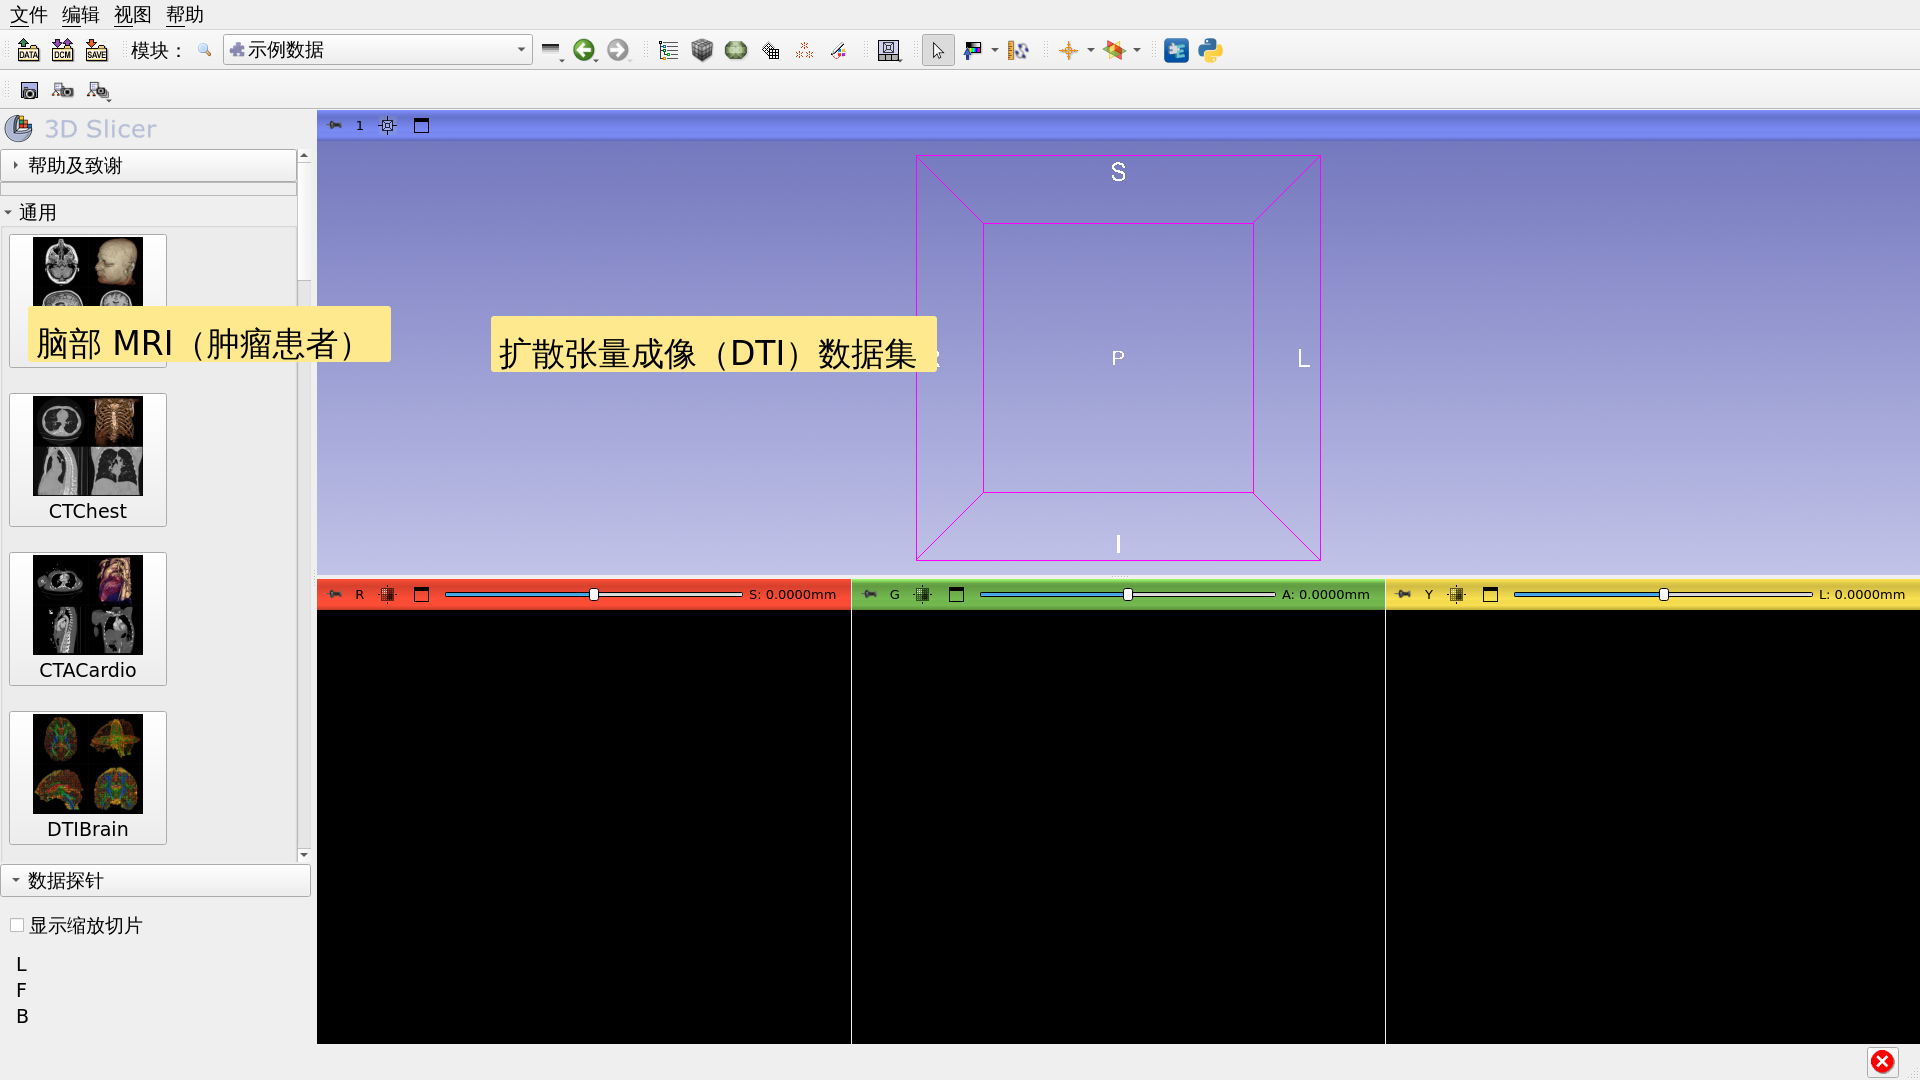 文件 编辑 视图 帮助
DATA DCM SAVE 模块： 示例数据
3D Slicer
帮助及致谢
通用
脑部 MRI（肿瘤患者）
CTChest
CTACardio
DTIBrain
数据探针
显示缩放切片
L
F
B
1
S
扩散张量成像（DTI）数据集
P
L
I
R S: 0.0000mm
G A: 0.0000mm
Y L: 0.0000mm